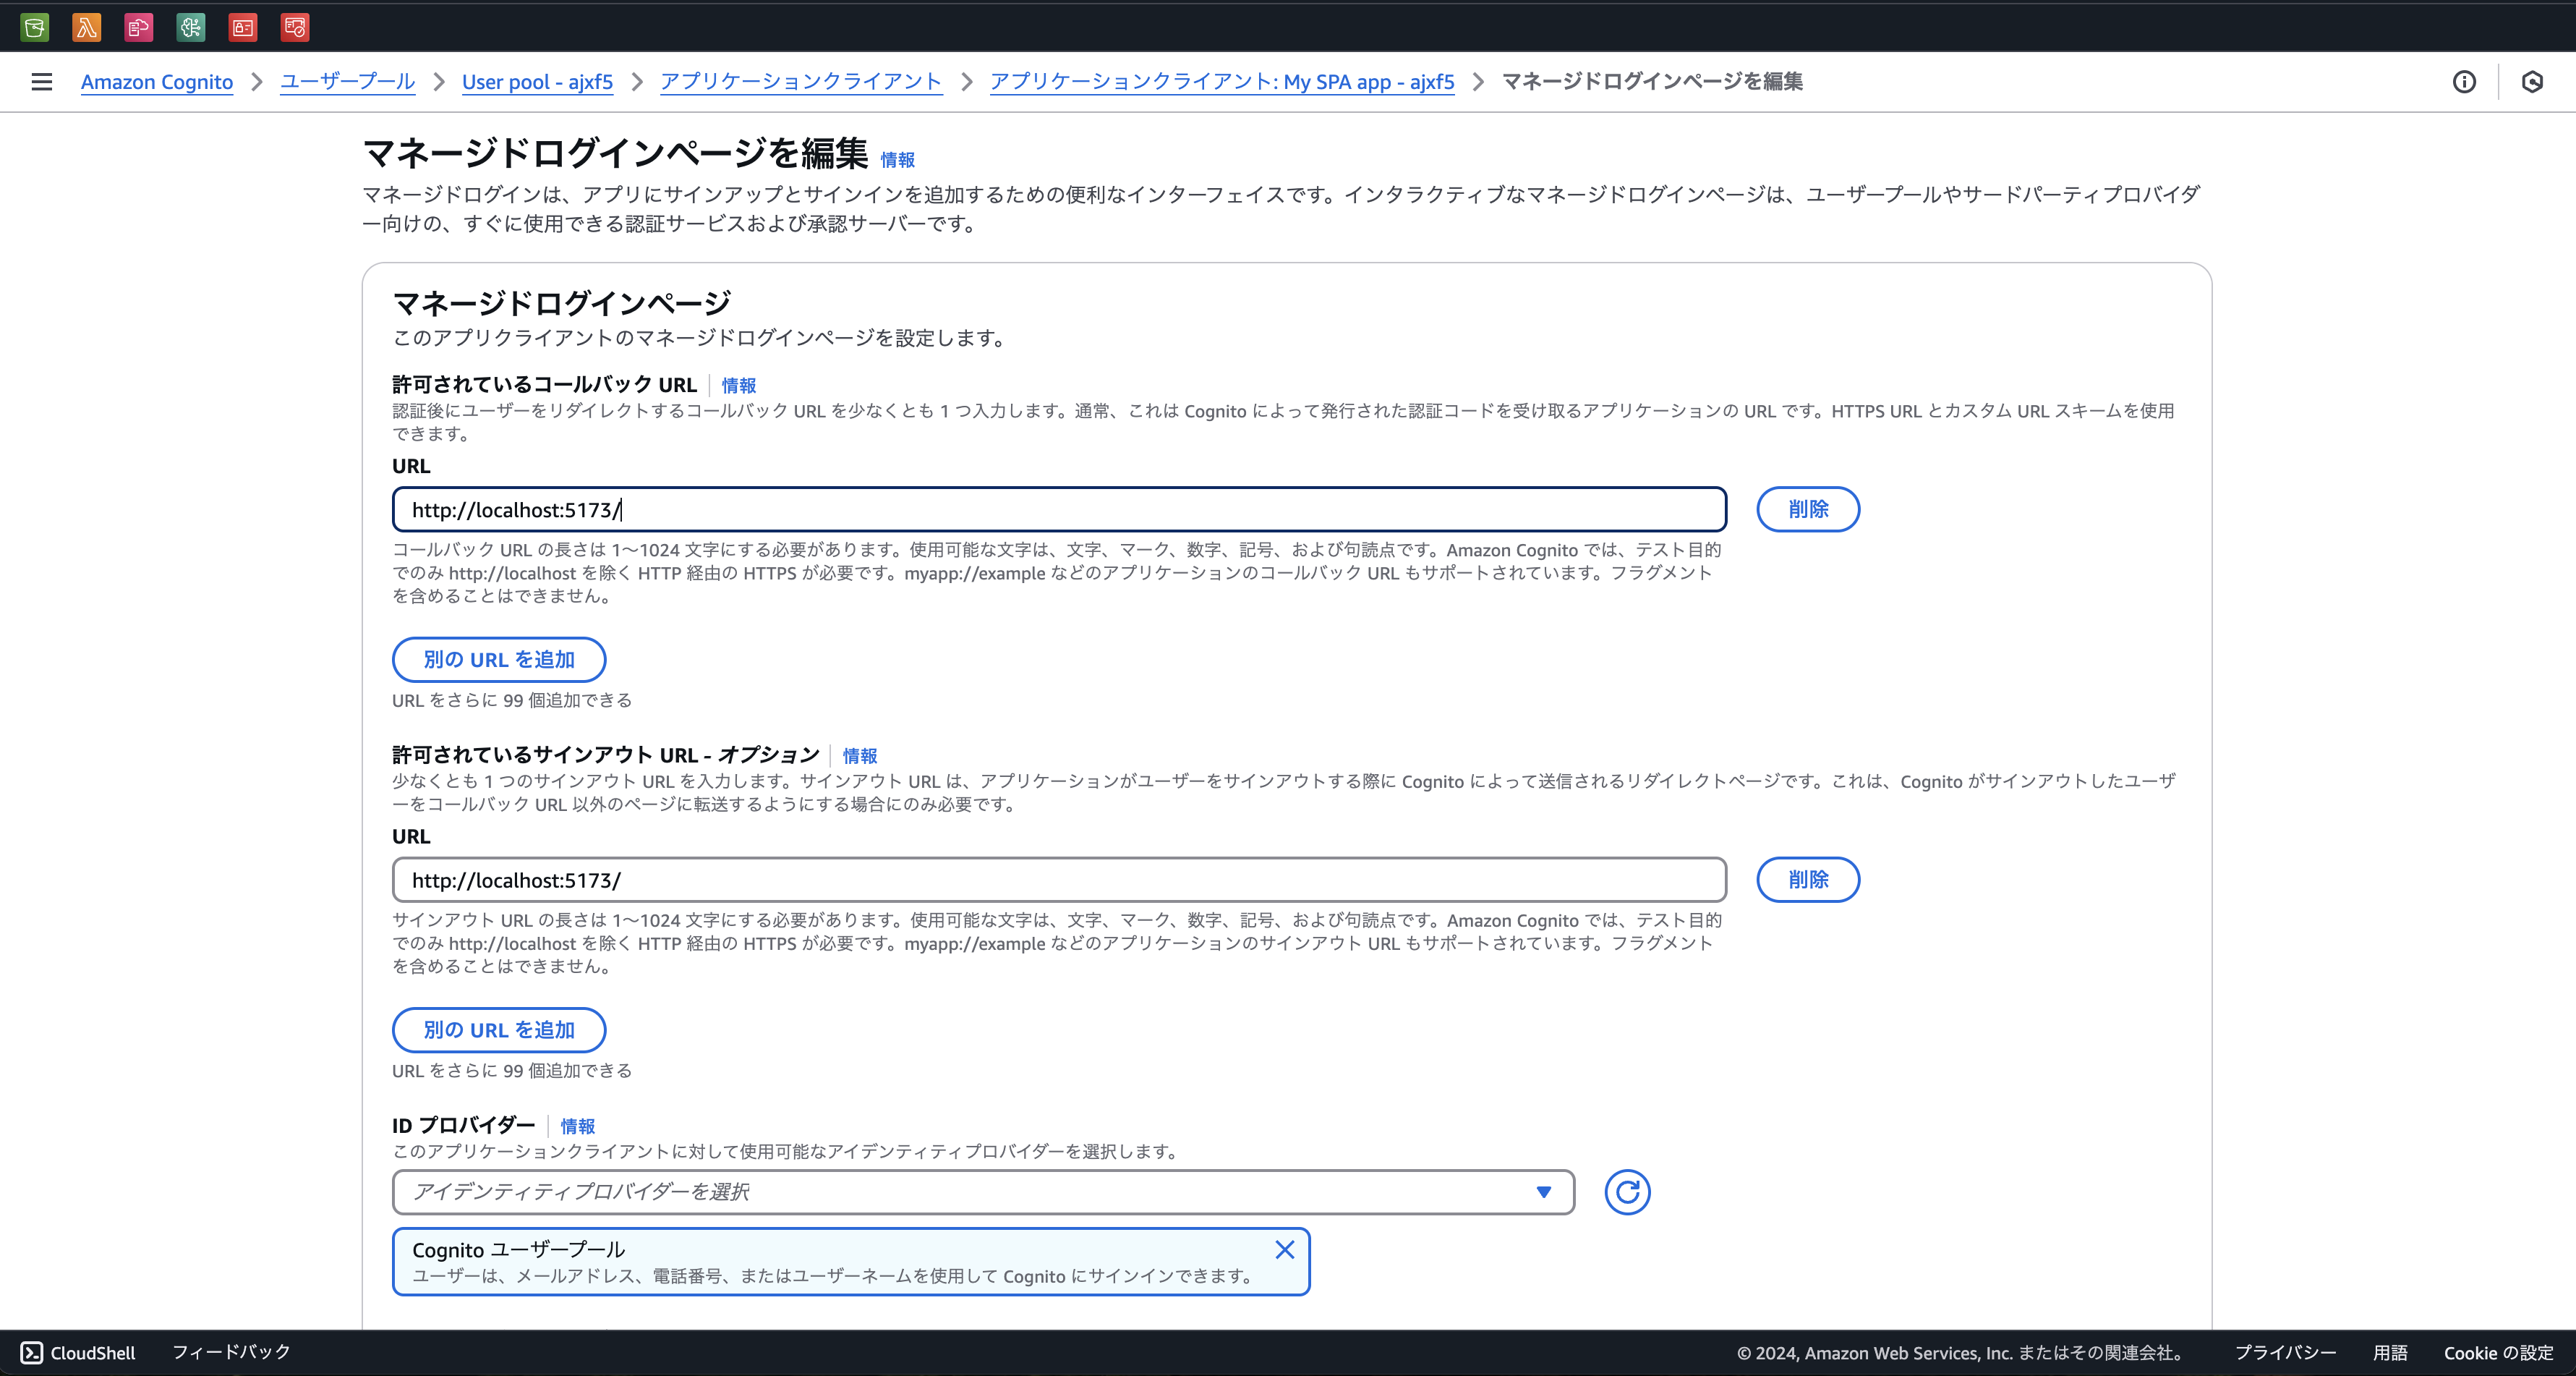 Amazon Cognito > ユーザープール > User pool - ajxf5 > アプリケーションクライアント > アプリケーションクライアント: My SPA app - ajxf5 > マネージドログインページを編集
マネージドログインページを編集 情報
マネージドログインは、アプリにサインアップとサインインを追加するための便利なインターフェイスです。インタラクティブなマネージドログインページは、ユーザープールやサードパーティプロバイダ
ー向けの、すぐに使用できる認証サービスおよび承認サーバーです。
マネージドログインページ
このアプリクライアントのマネージドログインページを設定します。
許可されているコールバック URL 情報
認証後にユーザーをリダイレクトするコールバック URL を少なくとも 1 つ入力します。通常、これは Cognito によって発行された認証コードを受け取るアプリケーションの URL です。HTTPS URL とカスタム URL スキームを使用
できます。
URL
http://localhost:5173/ 削除
コールバック URL の長さは 1～1024 文字にする必要があります。使用可能な文字は、文字、マーク、数字、記号、および句読点です。Amazon Cognito では、テスト目的
でのみ http://localhost を除く HTTP 経由の HTTPS が必要です。myapp://example などのアプリケーションのコールバック URL もサポートされています。フラグメント
を含めることはできません。
別の URL を追加
URL をさらに 99 個追加できる
許可されているサインアウト URL - オプション 情報
少なくとも 1 つのサインアウト URL を入力します。サインアウト URL は、アプリケーションがユーザーをサインアウトする際に Cognito によって送信されるリダイレクトページです。これは、Cognito がサインアウトしたユーザ
ーをコールバック URL 以外のページに転送するようにする場合にのみ必要です。
URL
http://localhost:5173/ 削除
サインアウト URL の長さは 1～1024 文字にする必要があります。使用可能な文字は、文字、マーク、数字、記号、および句読点です。Amazon Cognito では、テスト目的
でのみ http://localhost を除く HTTP 経由の HTTPS が必要です。myapp://example などのアプリケーションのサインアウト URL もサポートされています。フラグメント
を含めることはできません。
別の URL を追加
URL をさらに 99 個追加できる
ID プロバイダー 情報
このアプリケーションクライアントに対して使用可能なアイデンティティプロバイダーを選択します。
アイデンティティプロバイダーを選択
Cognito ユーザープール
ユーザーは、メールアドレス、電話番号、またはユーザーネームを使用して Cognito にサインインできます。
CloudShell フィードバック © 2024, Amazon Web Services, Inc. またはその関連会社。 プライバシー 用語 Cookie の設定